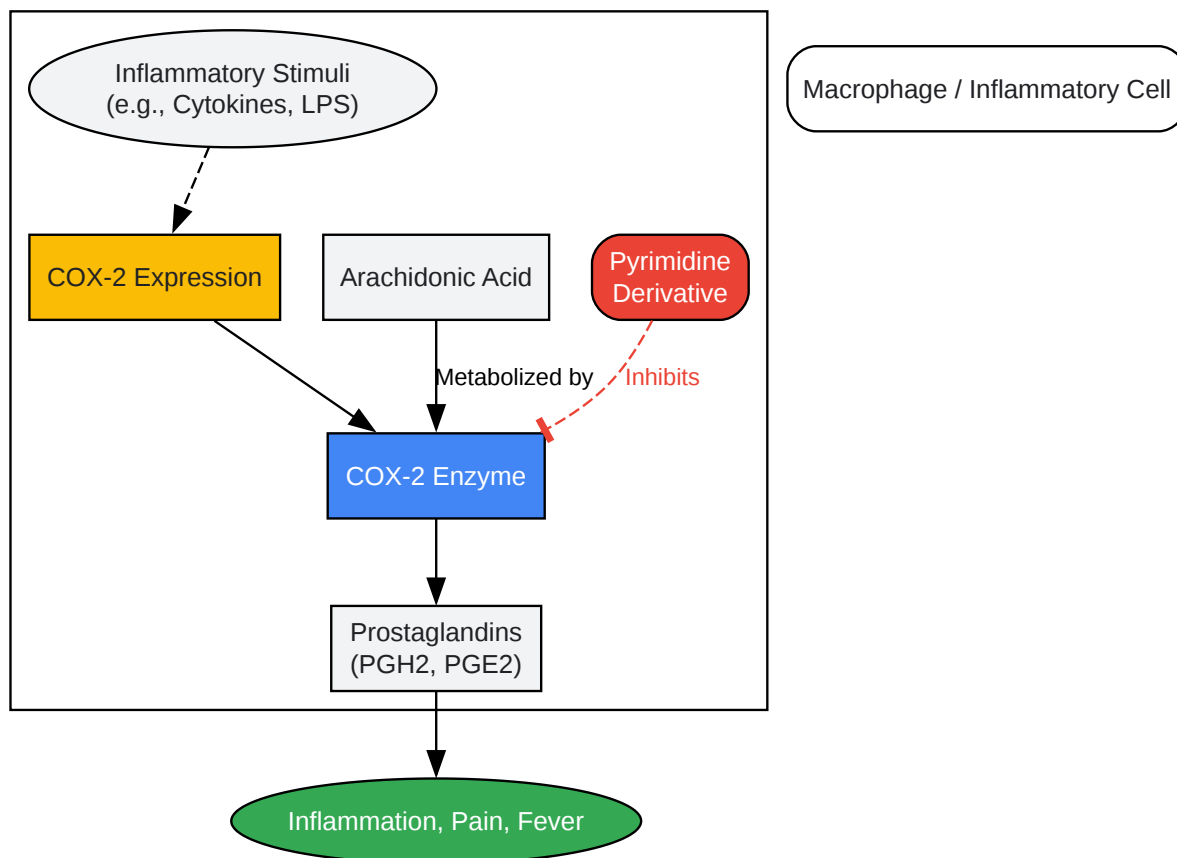 Inflammatory Stimuli
(e.g., Cytokines, LPS)
Macrophage / Inflammatory Cell
COX-2 Expression
Arachidonic Acid
Pyrimidine
Derivative
Metabolized by
Inhibits
COX-2 Enzyme
Prostaglandins
(PGH2, PGE2)
Inflammation, Pain, Fever